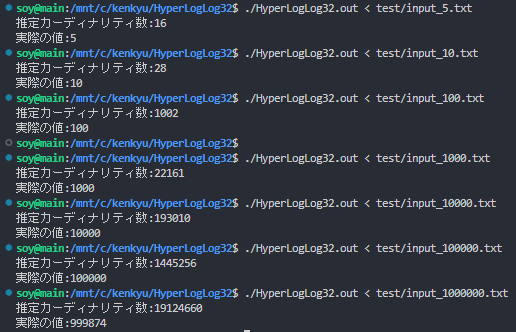 soy@main:/mnt/c/kenkyu/HyperLogLog32$ ./HyperLogLog32.out < test/input_5.txt
推定カーディナリティ数:16
実際の値:5
soy@main:/mnt/c/kenkyu/HyperLogLog32$ ./HyperLogLog32.out < test/input_10.txt
推定カーディナリティ数:28
実際の値:10
soy@main:/mnt/c/kenkyu/HyperLogLog32$ ./HyperLogLog32.out < test/input_100.txt
推定カーディナリティ数:1002
実際の値:100
soy@main:/mnt/c/kenkyu/HyperLogLog32$
soy@main:/mnt/c/kenkyu/HyperLogLog32$ ./HyperLogLog32.out < test/input_1000.txt
推定カーディナリティ数:22161
実際の値:1000
soy@main:/mnt/c/kenkyu/HyperLogLog32$ ./HyperLogLog32.out < test/input_10000.txt
推定カーディナリティ数:193010
実際の値:10000
soy@main:/mnt/c/kenkyu/HyperLogLog32$ ./HyperLogLog32.out < test/input_100000.txt
推定カーディナリティ数:1445256
実際の値:100000
soy@main:/mnt/c/kenkyu/HyperLogLog32$ ./HyperLogLog32.out < test/input_1000000.txt
推定カーディナリティ数:19124660
実際の値:999874